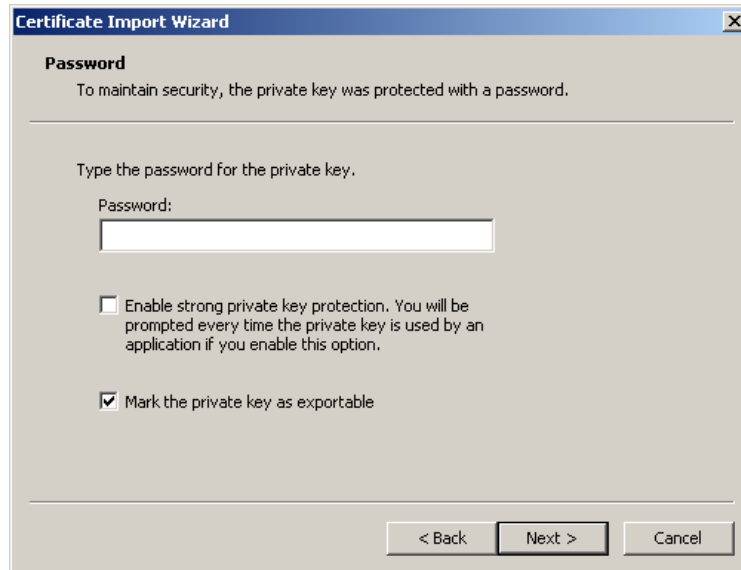 Certificate Import Wizard
Password
To maintain security, the private key was protected with a password.
Type the password for the private key.
Password:
Enable strong private key protection. You will be
prompted every time the private key is used by an
application if you enable this option.
Mark the private key as exportable
< Back Next > Cancel